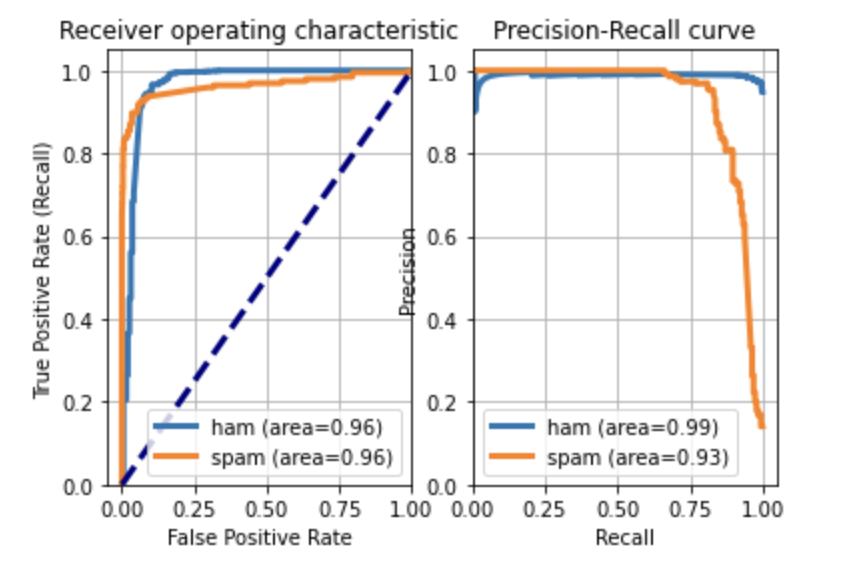 Receiver operating characteristic
1.0
0.8
0.6
0.4
0.2
0.0
True Positive Rate (Recall)
ham (area=0.96)
spam (area=0.96)
0.00 0.25 0.50 0.75 1.00
False Positive Rate
Precision-Recall curve
1.0
0.8
0.6
0.4
0.2
0.0
Precision
ham (area=0.99)
spam (area=0.93)
0.00 0.25 0.50 0.75 1.00
Recall